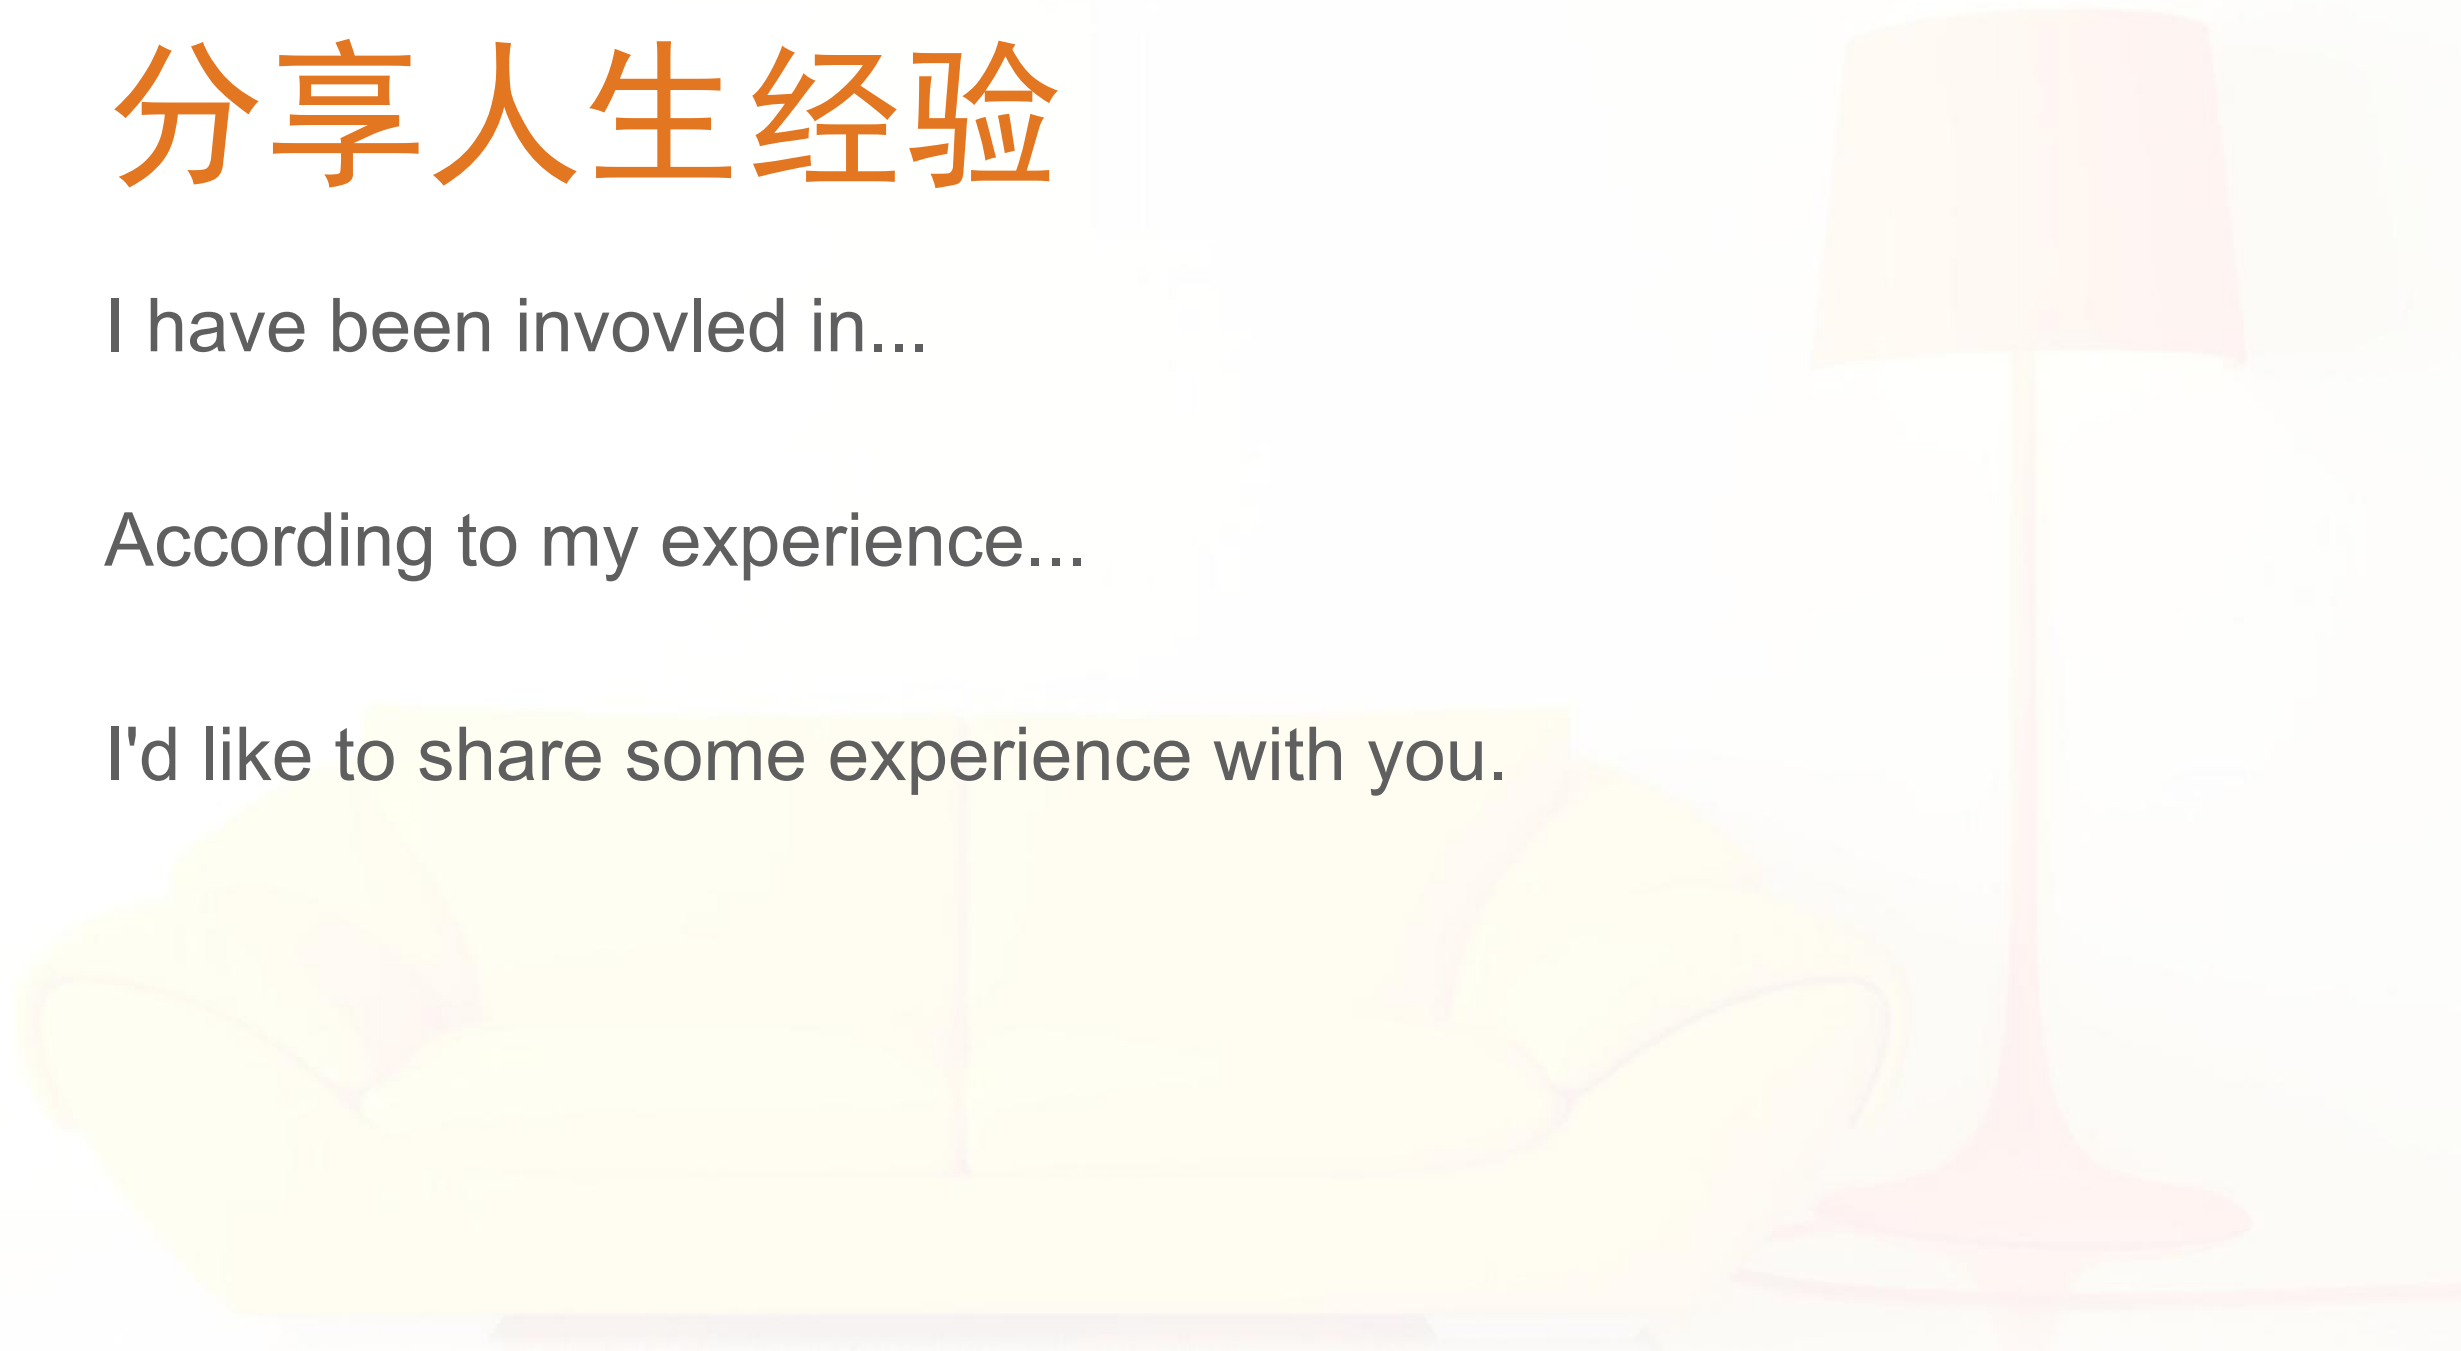 分享人生经验
I have been invovled in...
According to my experience...
I'd like to share some experience with you.